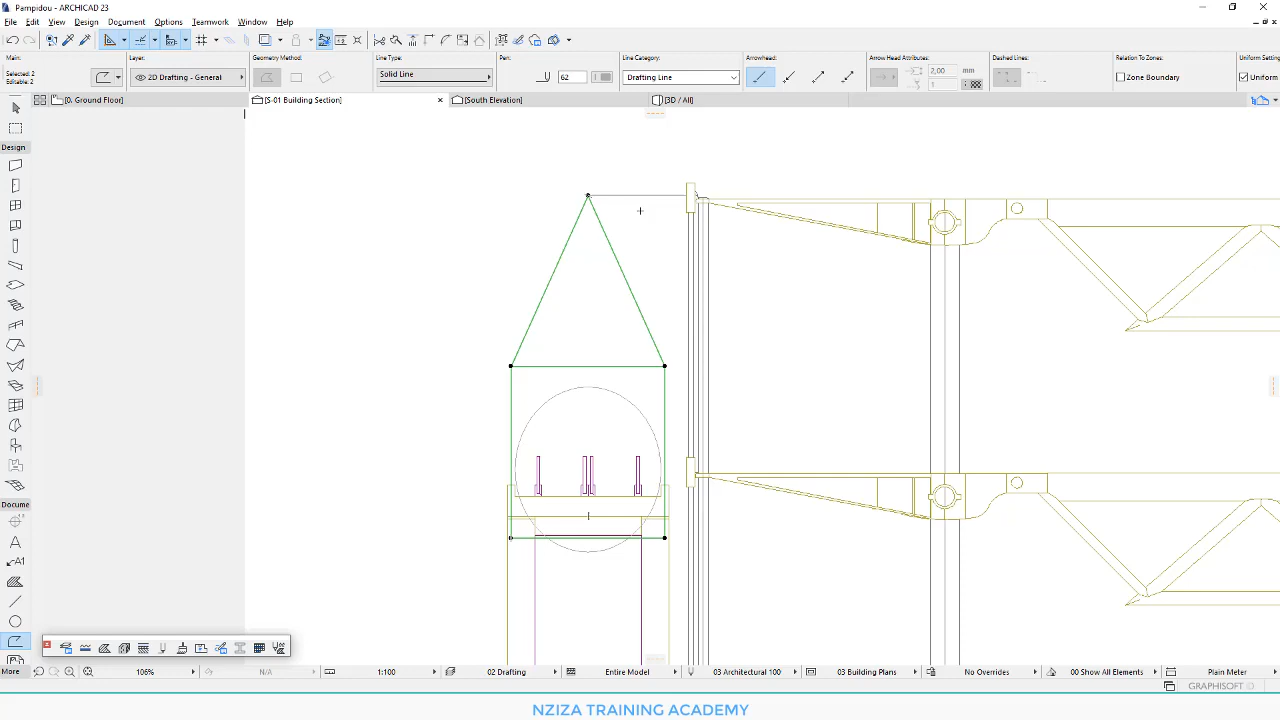 Pampidou - ARCHICAD 23
File Edit View Design Document Options Teamwork Window Help
Main: Layer: Line Type: Pen: Line Category: Arrowhead: Arrow Head Attributes: Dashed Lines: Relation To Zones: Uniform Setting
Selected: 2
Editable: 2
2D Drafting - General
Solid Line
62
Drafting Line
2,00 mm
1
Zone Boundary
Uniform
[0. Ground Floor]
[S-01 Building Section]
[South Elevation]
[3D / All]
Design
Docume
A
A1
More
106%
N/A
1:100
02 Drafting
Entire Model
03 Architectural 100
03 Building Plans
No Overrides
00 Show All Elements
Plain Meter
GRAPHISOFT
NZIZA TRAINING ACADEMY